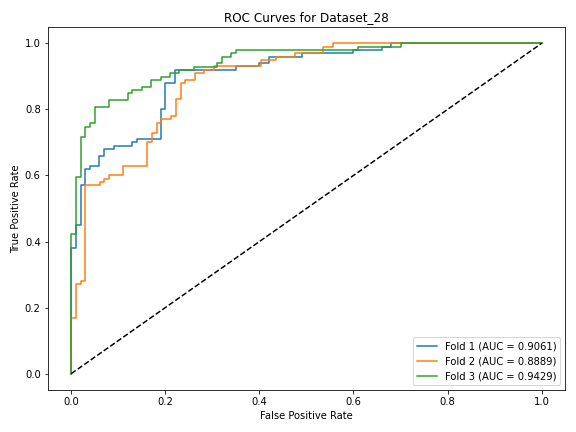 ROC Curves for Dataset_28
True Positive Rate
1.0
0.8
0.6
0.4
0.2
0.0
0.0 0.2 0.4 0.6 0.8 1.0
False Positive Rate
Fold 1 (AUC = 0.9061)
Fold 2 (AUC = 0.8889)
Fold 3 (AUC = 0.9429)